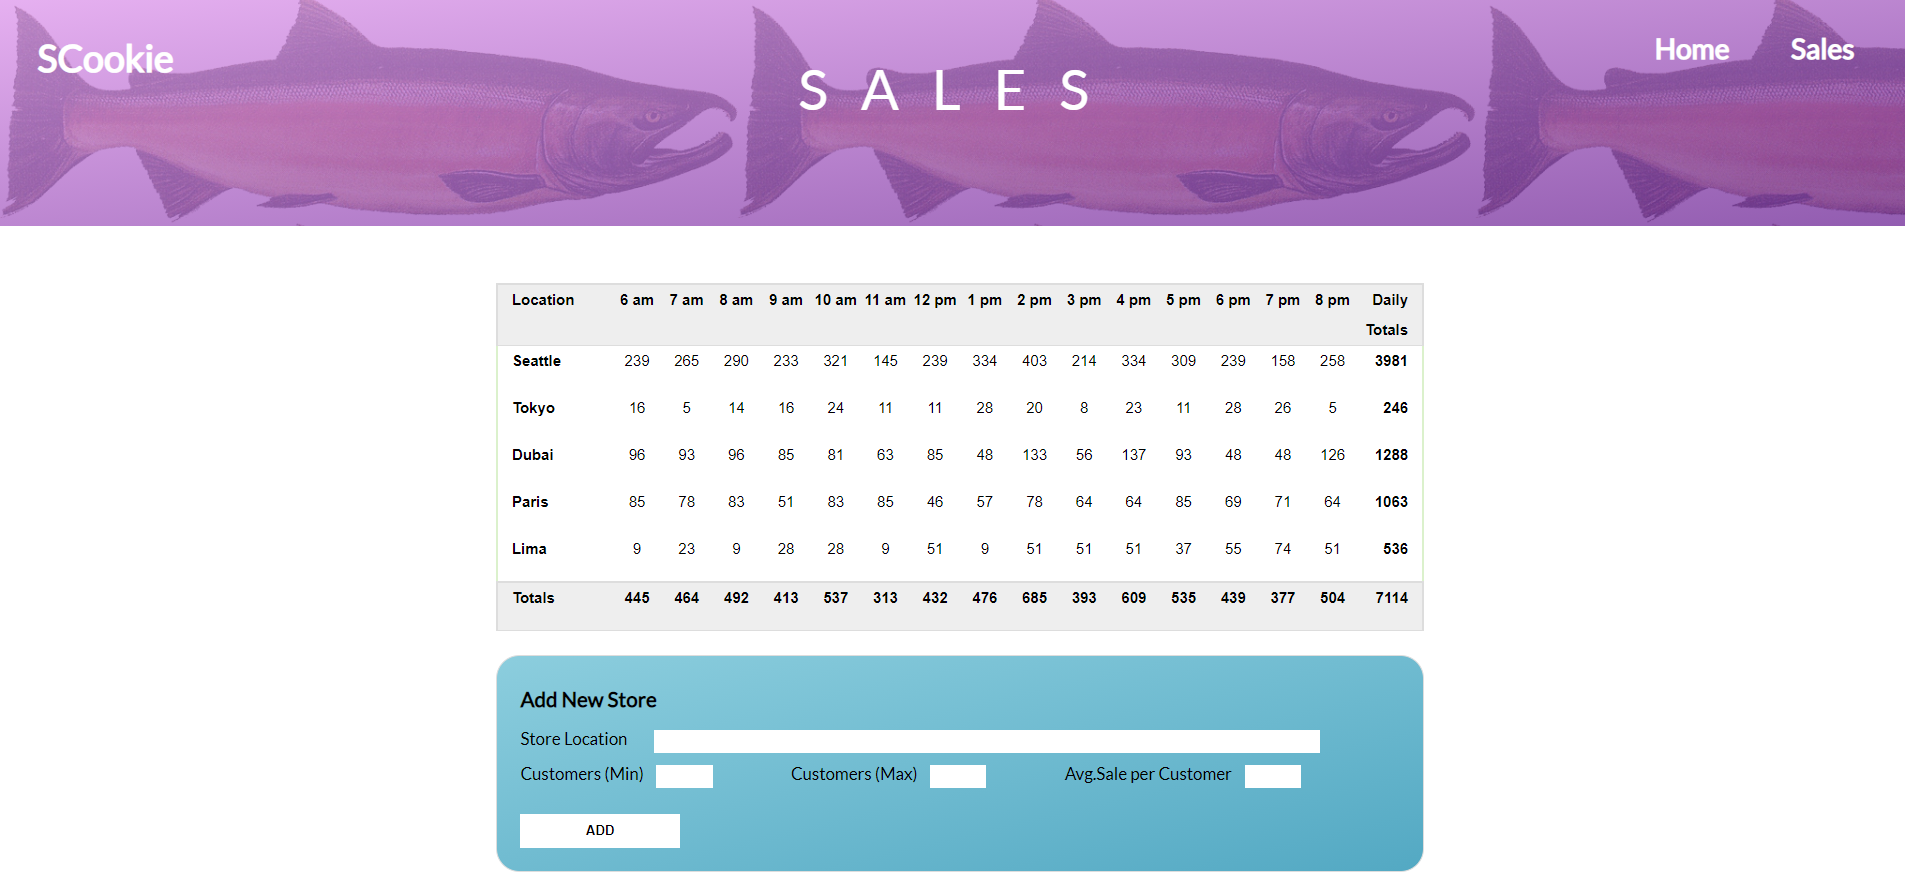 SCookie
Home Sales
SALES
Location 6 am 7 am 8 am 9 am 10 am 11 am 12 pm 1 pm 2 pm 3 pm 4 pm 5 pm 6 pm 7 pm 8 pm Daily Totals
Seattle 239 265 290 233 321 145 239 334 403 214 334 309 239 158 258 3981
Tokyo 16 5 14 16 24 11 11 28 20 8 23 11 28 26 5 246
Dubai 96 93 96 85 81 63 85 48 133 56 137 93 48 48 126 1288
Paris 85 78 83 51 83 85 46 57 78 64 64 85 69 71 64 1063
Lima 9 23 9 28 28 9 51 9 51 51 51 37 55 74 51 536
Totals 445 464 492 413 537 313 432 476 685 393 609 535 439 377 504 7114
Add New Store
Store Location
Customers (Min) Customers (Max) Avg.Sale per Customer
ADD